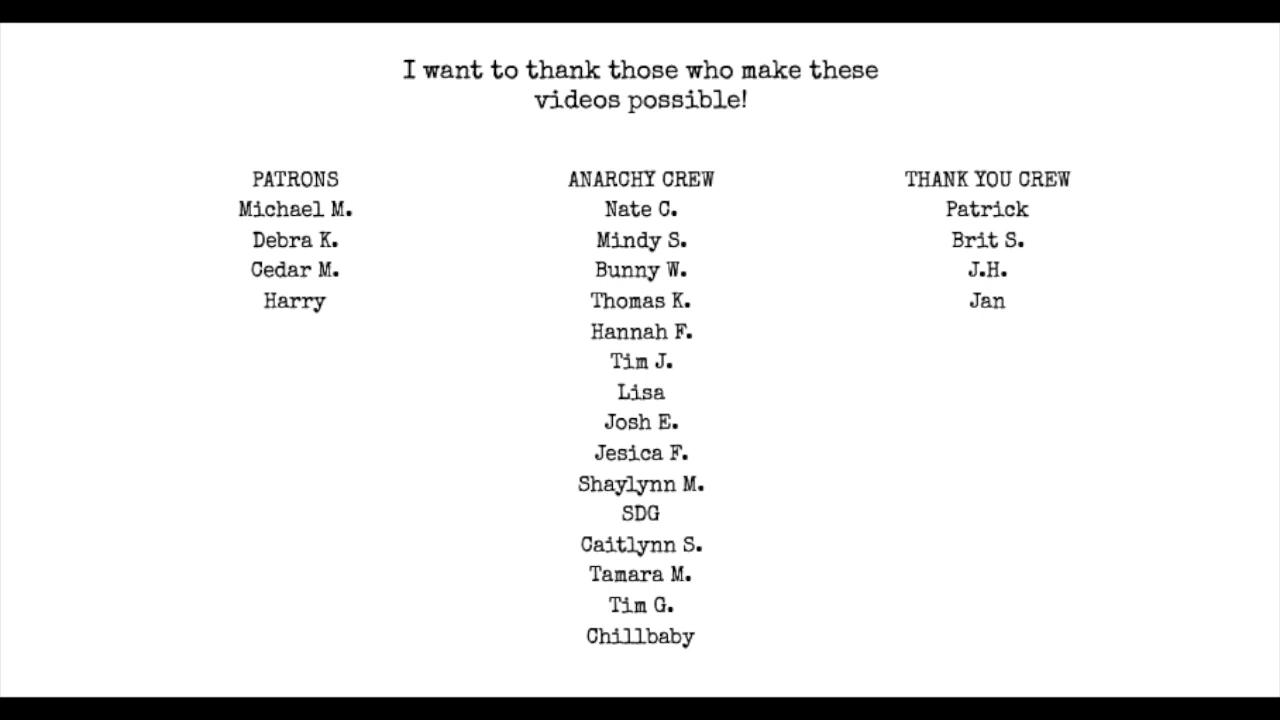 I want to thank those who make these
videos possible!
PATRONS
Michael M.
Debra K.
Cedar M.
Harry
ANARCHY CREW
Nate C.
Mindy S.
Bunny W.
Thomas K.
Hannah F.
Tim J.
Lisa
Josh E.
Jesica F.
Shaylynn M.
SDG
Caitlynn S.
Tamara M.
Tim G.
Chillbaby
THANK YOU CREW
Patrick
Brit S.
J.H.
Jan